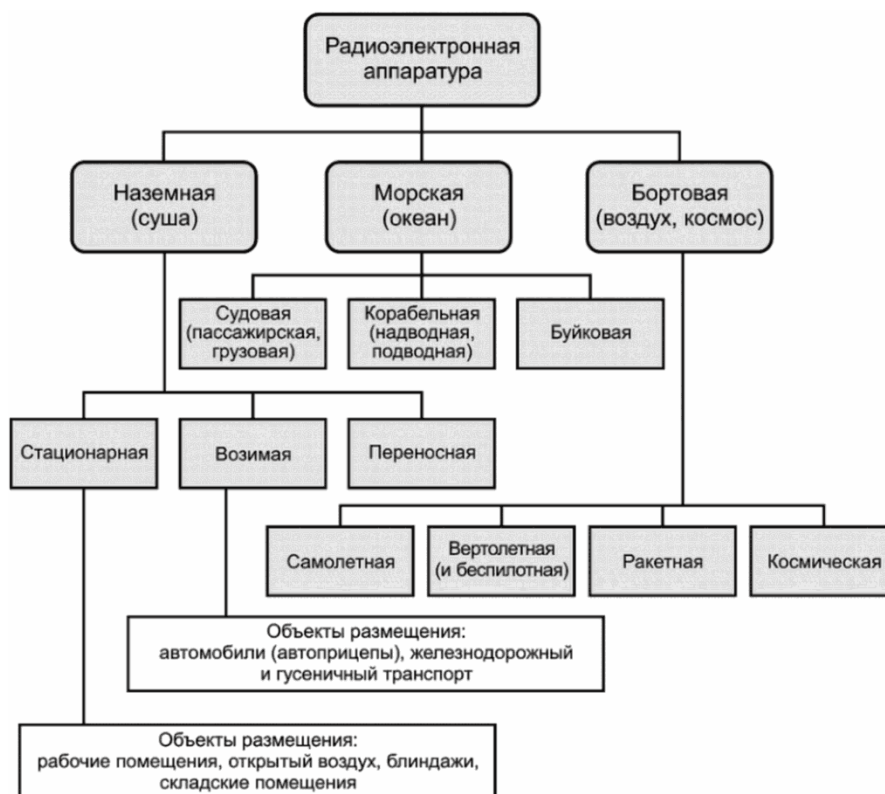 Радиоэлектронная
аппаратура
Наземная
(суша)
Морская
(океан)
Бортовая
(воздух, космос)
Судовая
(пассажирская,
грузовая)
Корабельная
(надводная,
подводная)
Буйковая
Стационарная
Возимая
Переносная
Самолетная
Вертолетная
(и беспилотная)
Ракетная
Космическая
Объекты размещения:
автомобили (автоприцепы), железнодорожный
и гусеничный транспорт
Объекты размещения:
рабочие помещения, открытый воздух, блиндажи,
складские помещения